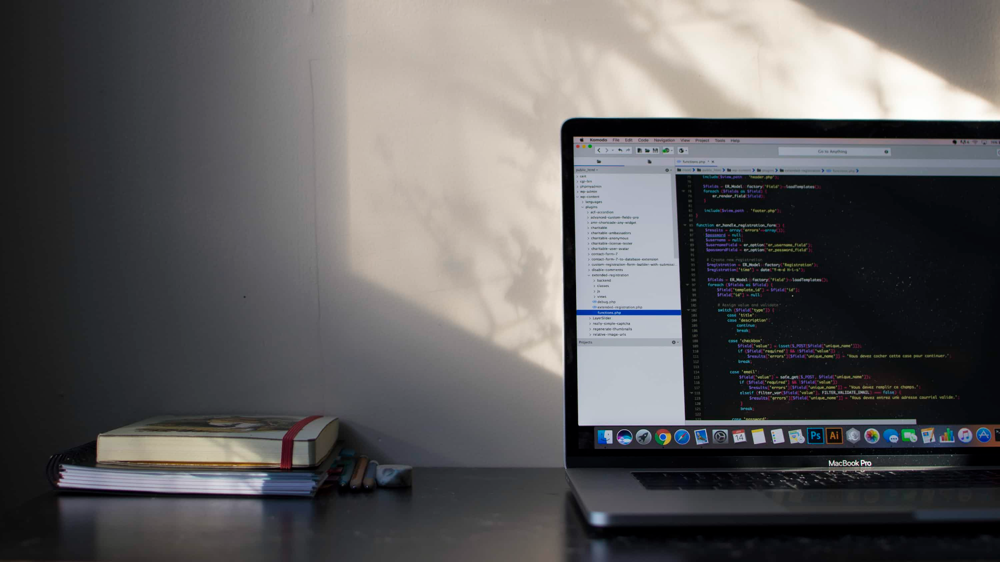 Komodo File Edit Code Navigation View Project Tools Help
Go to Anything
functions.php
public_html
cert
cgi-bin
phpmyadmin
wp-admin
wp-content
languages
plugins
acf-accordion
advanced-custom-fields-pro
amr-shortcode-any-widget
charitable
charitable-ambassadors
charitable-anonymous
charitable-license-tester
charitable-user-avatar
contact-form-7
contact-form-7-to-database-extension
custom-registration-form-builder-with-submissi...
disable-comments
extended-registration
backend
classes
js
views
debug.php
extended-registration.php
functions.php
LayerSlider
really-simple-captcha
regenerate-thumbnails
relative-image-urls
Projects
public_html wp-content plugins extended-registration functions.php
include($view_path . 'header.php');
$fields = ER_Model::factory('Field')->loadTemplates();
foreach ($fields as $field) {
er_render_field($field);
}
include($view_path . 'footer.php');
}
function er_handle_registration_form() {
$results = array('errors'=>array());
$password = null;
$username = null;
$usernameField = er_option('er_username_field');
$passwordField = er_option('er_password_field');
# Create new registration
$registration = ER_Model::factory('Registration');
$registration['time'] = date('Y-m-d H-i-s');
$fields = ER_Model::factory('Field')->loadTemplates();
foreach ($fields as $field) {
$field['template_id'] = $field['id'];
$field['id'] = null;
# Assign value and validate
switch ($field['type']) {
case 'title':
case 'description':
continue;
break;
case 'checkbox':
$field['value'] = isset($_POST[$field['unique_name']]);
if ($field['required'] && !$field['value'])
$results['errors'][$field['unique_name']] = 'Vous devez cocher cette case pour continuer.';
break;
case 'email':
$field['value'] = safe_get($_POST, $field['unique_name']);
if ($field['required'] && !$field['value'])
$results['errors'][$field['unique_name']] = 'Vous devez remplir ce champs.';
elseif (filter_var($field['value'], FILTER_VALIDATE_EMAIL) === false) {
$results['errors'][$field['unique_name']] = 'Vous devez entrez une adresse courriel valide.';
}
break;
case 'password':
14
Ps
Ai
MacBook Pro